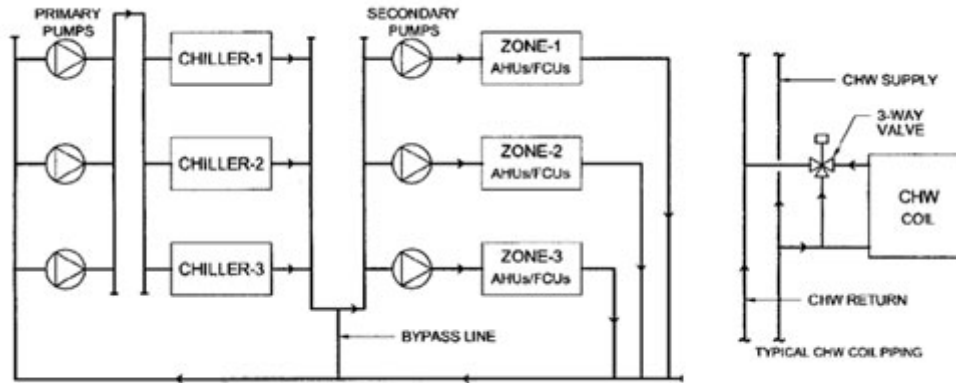 PRIMARY
PUMPS
SECONDARY
PUMPS
CHILLER-1
ZONE-1
AHUs/FCUs
CHILLER-2
ZONE-2
AHUs/FCUs
CHILLER-3
ZONE-3
AHUs/FCUs
BYPASS LINE
CHW SUPPLY
3-WAY
VALVE
CHW
COIL
CHW RETURN
TYPICAL CHW COIL PIPING